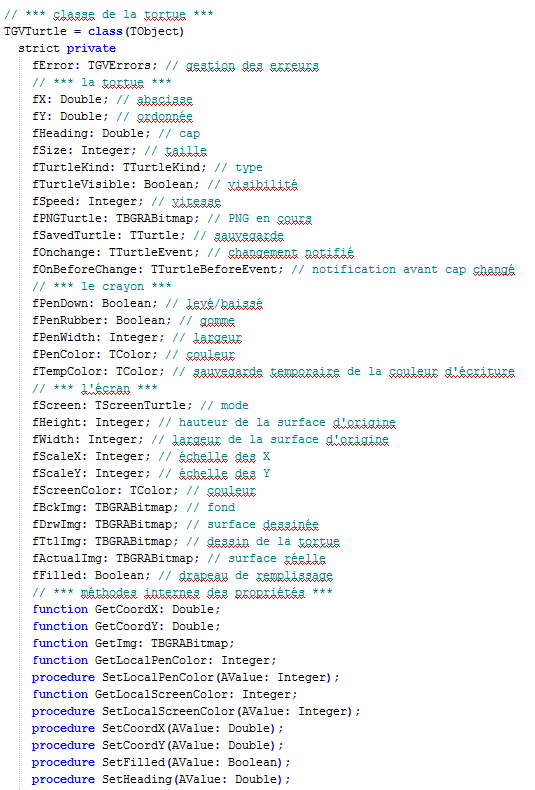 // *** classe de la tortue ***
TGVTurtle = class(TObject)
strict private
fError: TGVErrors; // gestion des erreurs
// *** la tortue ***
fX: Double; // abscisse
fY: Double; // ordonnée
fHeading: Double; // cap
fSize: Integer; // taille
fTurtleKind: TTurtleKind; // type
fTurtleVisible: Boolean; // visibilité
fSpeed: Integer; // vitesse
fPNGTurtle: TBGRABitmap; // PNG en cours
fSavedTurtle: TTurtle; // sauvegarde
fOnchange: TTurtleEvent; // changement notifié
fOnBeforeChange: TTurtleBeforeEvent; // notification avant cap changé
// *** le crayon ***
fPenDown: Boolean; // levé/baissé
fPenRubber: Boolean; // gomme
fPenWidth: Integer; // largeur
fPenColor: TColor; // couleur
fTempColor: TColor; // sauvegarde temporaire de la couleur d'écriture
// *** l'écran ***
fScreen: TScreenTurtle; // mode
fHeight: Integer; // hauteur de la surface d'origine
fWidth: Integer; // largeur de la surface d'origine
fScaleX: Integer; // échelle des X
fScaleY: Integer; // échelle des Y
fScreenColor: TColor; // couleur
fBckImg: TBGRABitmap; // fond
fDrwImg: TBGRABitmap; // surface dessinée
fTtlImg: TBGRABitmap; // dessin de la tortue
fActualImg: TBGRABitmap; // surface réelle
fFilled: Boolean; // drapeau de remplissage
// *** méthodes internes des propriétés ***
function GetCoordX: Double;
function GetCoordY: Double;
function GetImg: TBGRABitmap;
function GetLocalPenColor: Integer;
procedure SetLocalPenColor(AValue: Integer);
function GetLocalScreenColor: Integer;
procedure SetLocalScreenColor(AValue: Integer);
procedure SetCoordX(AValue: Double);
procedure SetCoordY(AValue: Double);
procedure SetFilled(AValue: Boolean);
procedure SetHeading(AValue: Double);